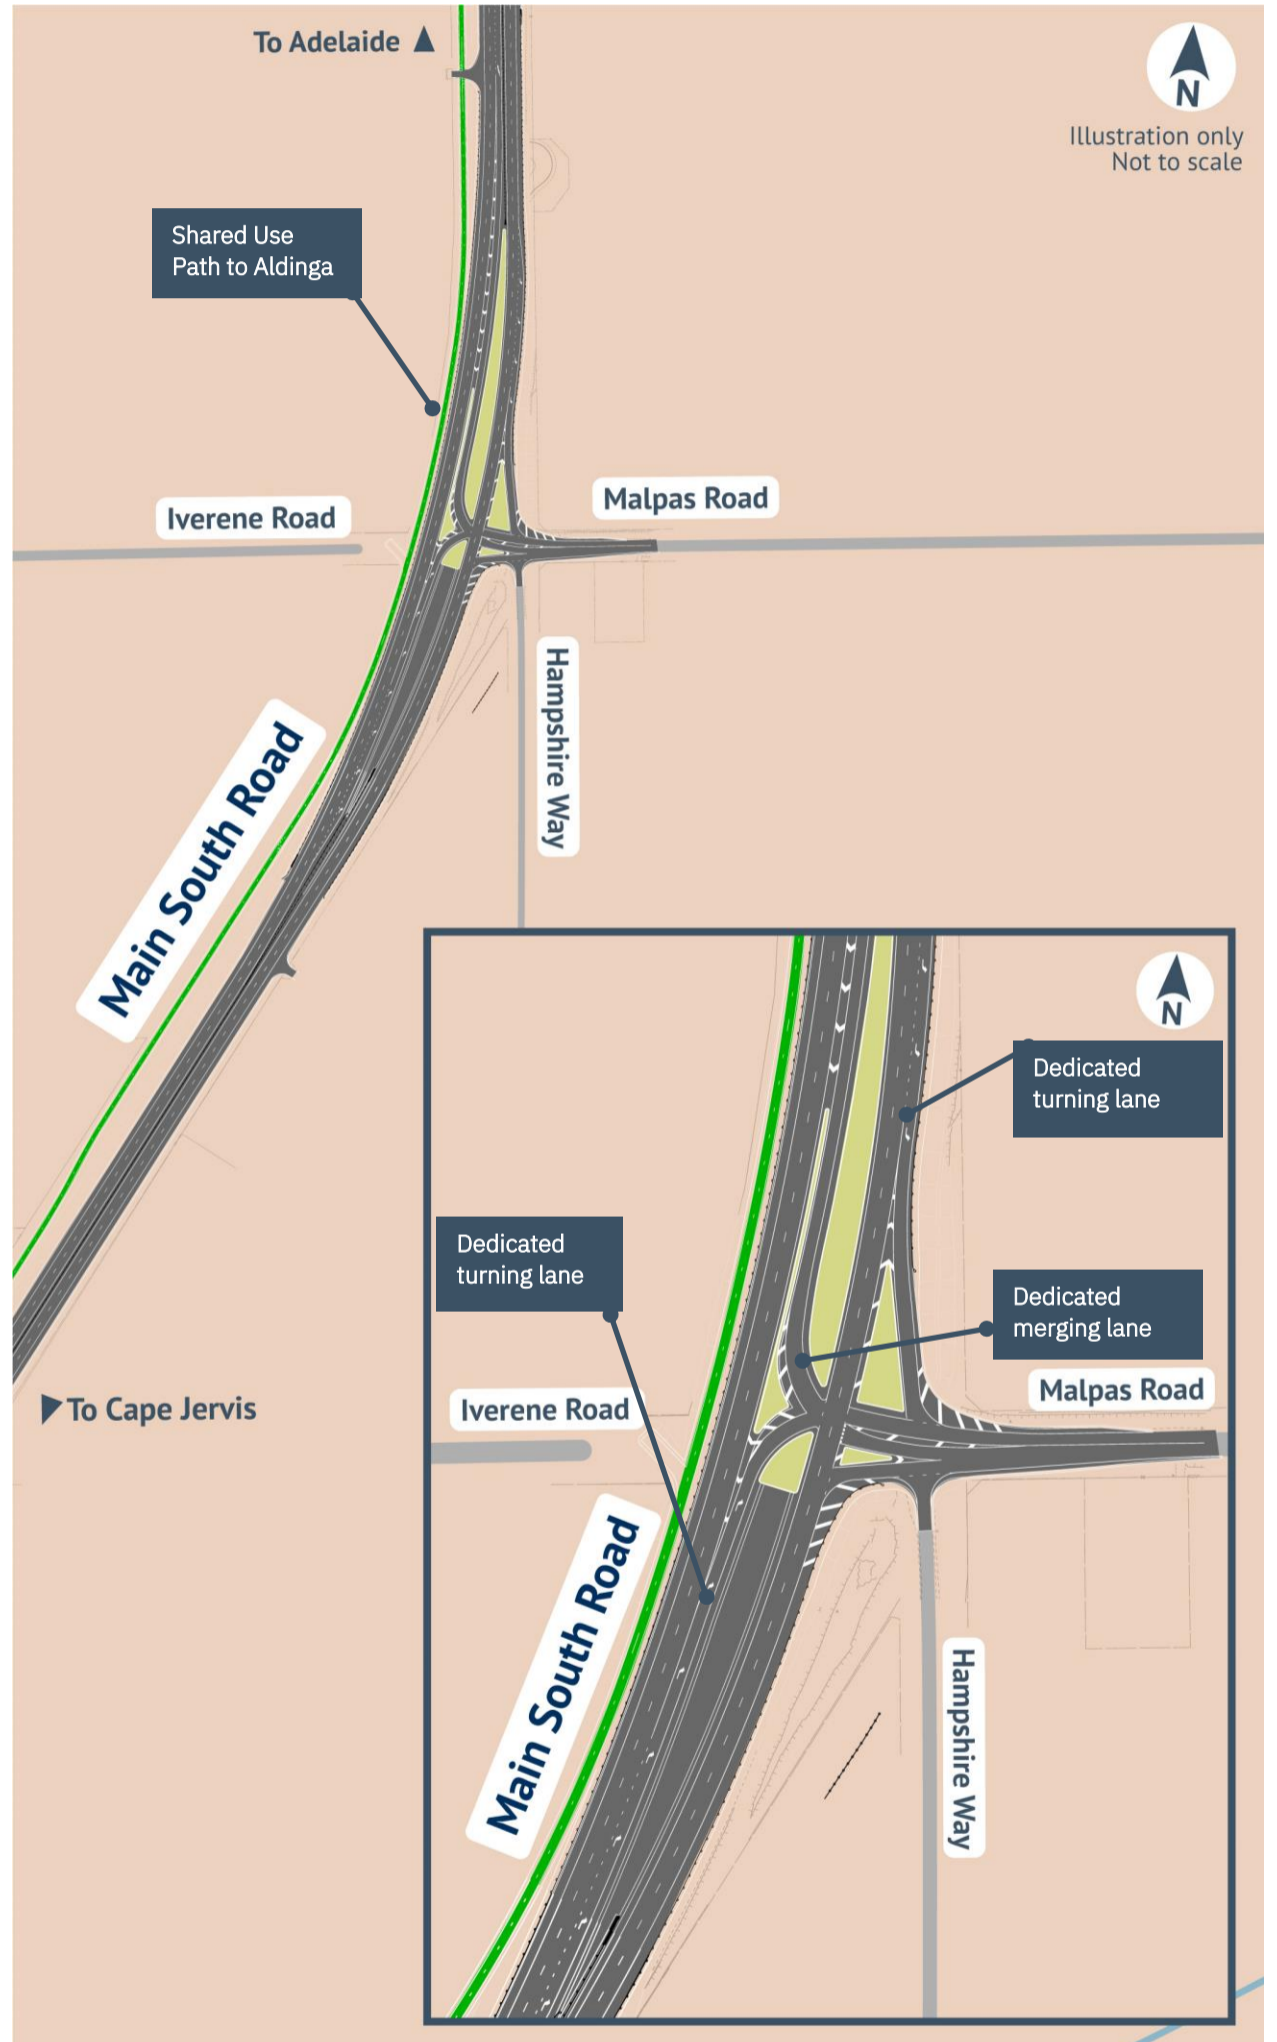 To Adelaide
N
Illustration only
Not to scale
Shared Use
Path to Aldinga
Iverene Road
Malpas Road
Hampshire Way
Main South Road
To Cape Jervis
N
Dedicated
turning lane
Dedicated
turning lane
Dedicated
merging lane
Malpas Road
Iverene Road
Main South Road
Hampshire Way